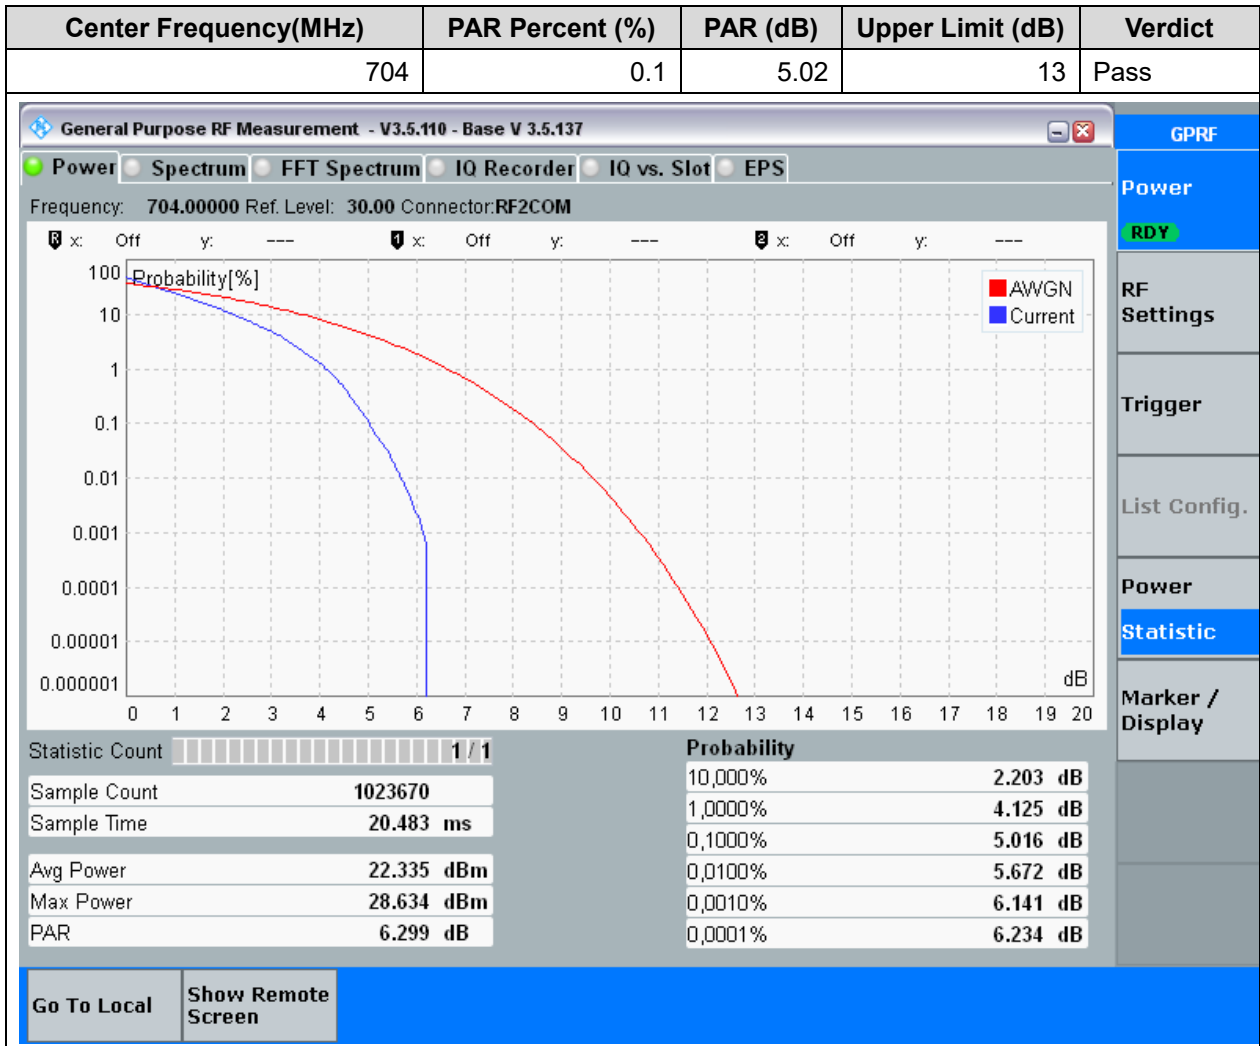 Center Frequency(MHz) PAR Percent (%) PAR (dB) Upper Limit (dB) Verdict
704 0.1 5.02 13 Pass
General Purpose RF Measurement - V3.5.110 - Base V 3.5.137
GPRF
Power Spectrum FFT Spectrum IQ Recorder IQ vs. Slot EPS
Frequency: 704.00000 Ref. Level: 30.00 Connector:RF2COM
R x: Off y: --- 1 x: Off y: --- 2 x: Off y: ---
Probability[%]
AWGN
Current
100
10
1
0.1
0.01
0.001
0.0001
0.00001
0.000001
dB
0 1 2 3 4 5 6 7 8 9 10 11 12 13 14 15 16 17 18 19 20
Statistic Count 1 / 1
Sample Count 1023670
Sample Time 20.483 ms
Avg Power 22.335 dBm
Max Power 28.634 dBm
PAR 6.299 dB
Probability
10,000% 2.203 dB
1,0000% 4.125 dB
0,1000% 5.016 dB
0,0100% 5.672 dB
0,0010% 6.141 dB
0,0001% 6.234 dB
Power
RDY
RF
Settings
Trigger
List Config.
Power
Statistic
Marker /
Display
Go To Local
Show Remote
Screen